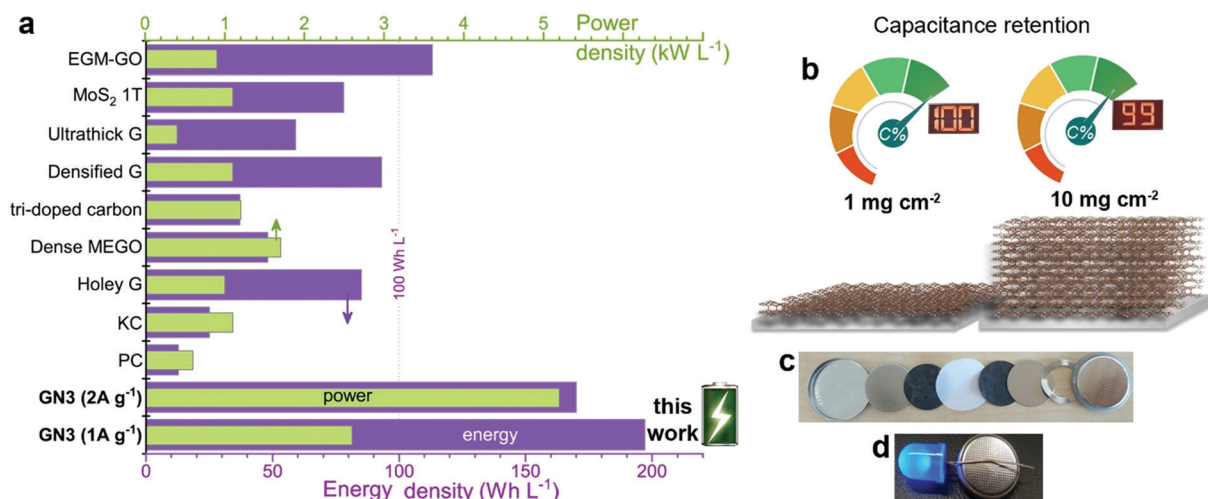 a
0 1 2 3 4 5 Power
density (kW L⁻¹)
EGM-GO
MoS₂ 1T
Ultrathick G
Densified G
tri-doped carbon
Dense MEGO
Holey G
KC
PC
GN3 (2A g⁻¹)
GN3 (1A g⁻¹)
100 Wh L⁻¹
power
energy
this
work
0 50 100 150 200
Energy density (Wh L⁻¹)
Capacitance retention
b
C%
100
C%
99
1 mg cm⁻²
10 mg cm⁻²
c
d